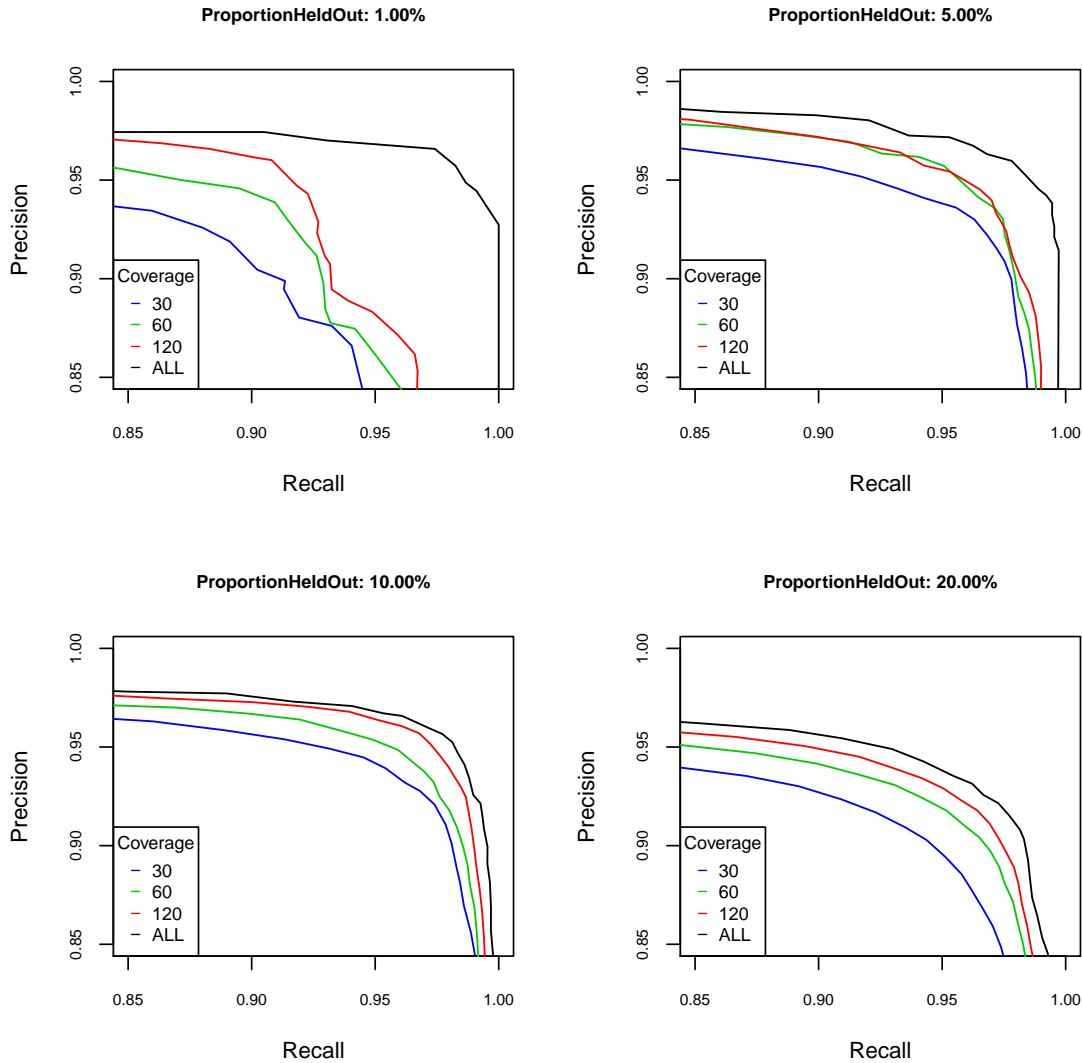 ProportionHeldOut: 1.00%
Precision
1.00
0.95
0.90
0.85
Coverage
30
60
120
ALL
0.85 0.90 0.95 1.00
Recall
ProportionHeldOut: 5.00%
Precision
1.00
0.95
0.90
0.85
Coverage
30
60
120
ALL
0.85 0.90 0.95 1.00
Recall
ProportionHeldOut: 10.00%
Precision
1.00
0.95
0.90
0.85
Coverage
30
60
120
ALL
0.85 0.90 0.95 1.00
Recall
ProportionHeldOut: 20.00%
Precision
1.00
0.95
0.90
0.85
Coverage
30
60
120
ALL
0.85 0.90 0.95 1.00
Recall